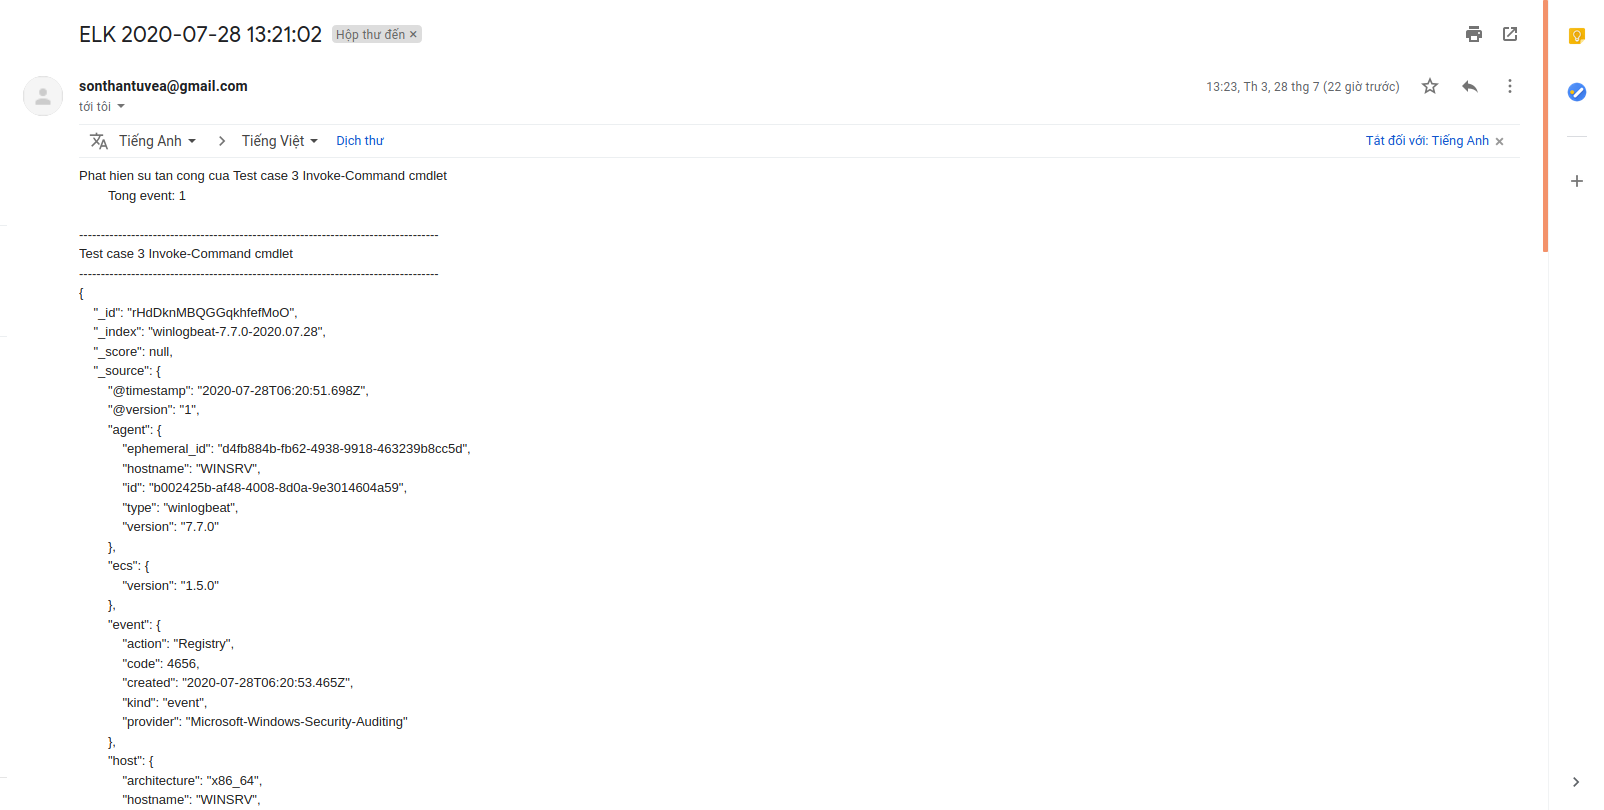 ELK 2020-07-28 13:21:02 Hộp thư đến ×
sonthantuvea@gmail.com 13:23, Th 3, 28 thg 7 (22 giờ trước)
tới tôi
Tiếng Anh > Tiếng Việt Dịch thư Tắt đối với: Tiếng Anh ×
Phat hien su tan cong cua Test case 3 Invoke-Command cmdlet
Tong event: 1
-----------------------------------------------------------------------------------
Test case 3 Invoke-Command cmdlet
-----------------------------------------------------------------------------------
{
"_id": "rHdDknMBQGGqkhfefMoO",
"_index": "winlogbeat-7.7.0-2020.07.28",
"_score": null,
"_source": {
"@timestamp": "2020-07-28T06:20:51.698Z",
"@version": "1",
"agent": {
"ephemeral_id": "d4fb884b-fb62-4938-9918-463239b8cc5d",
"hostname": "WINSRV",
"id": "b002425b-af48-4008-8d0a-9e3014604a59",
"type": "winlogbeat",
"version": "7.7.0"
},
"ecs": {
"version": "1.5.0"
},
"event": {
"action": "Registry",
"code": 4656,
"created": "2020-07-28T06:20:53.465Z",
"kind": "event",
"provider": "Microsoft-Windows-Security-Auditing"
},
"host": {
"architecture": "x86_64",
"hostname": "WINSRV",